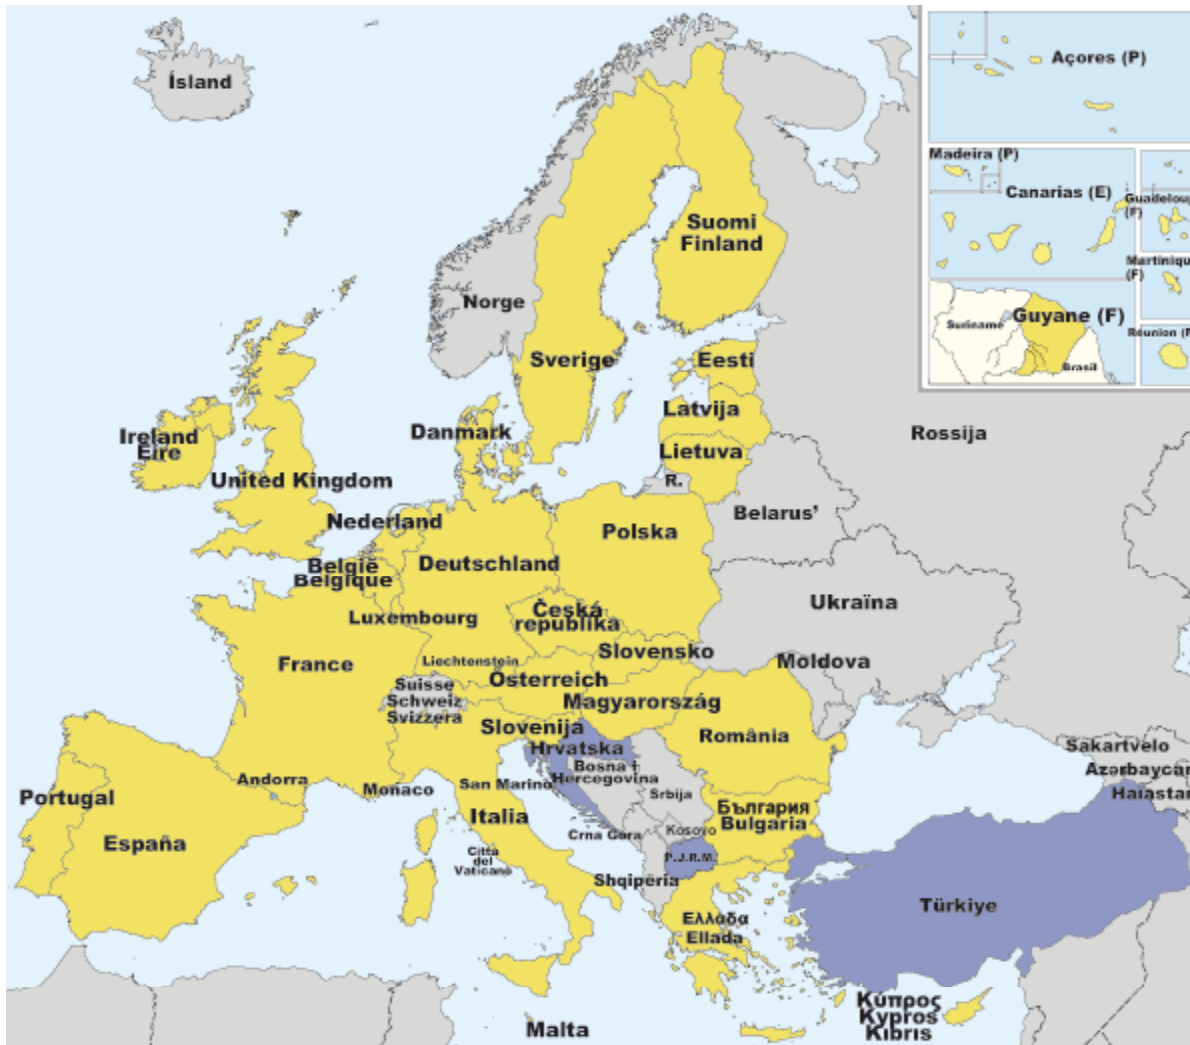 Ísland
Açores (P)
Madeira (P)
Canarias (E)
Guadeloup
(F)
Martiniqu
(F)
Guyane (F)
Suriname
Brasil
Réunion (F
Suomi
Finland
Norge
Sverige
Eesti
Latvija
Lietuva
R.
Danmark
Ireland
Éire
United Kingdom
Nederland
België
Belgique
Luxembourg
Deutschland
Polska
Belarus’
Rossija
Ukraïna
Moldova
Česká
republika
Slovensko
France
Liechtenstein
Österreich
Suisse
Schweiz
Svizzera
Magyarország
Slovenija
Hrvatska
România
Bosna i
Hercegovina
Srbija
Sakartvelo
Azərbaycan
Haiastan
Andorra
Monaco
San Marino
Portugal
España
Italia
Città
del
Vaticano
Crna Gora
Kosovo
България
Bulgaria
P.J.R.M.
Shqipëria
Ελλάδα
Ellada
Türkiye
Malta
Κύπρος
Kypros
Kıbrıs